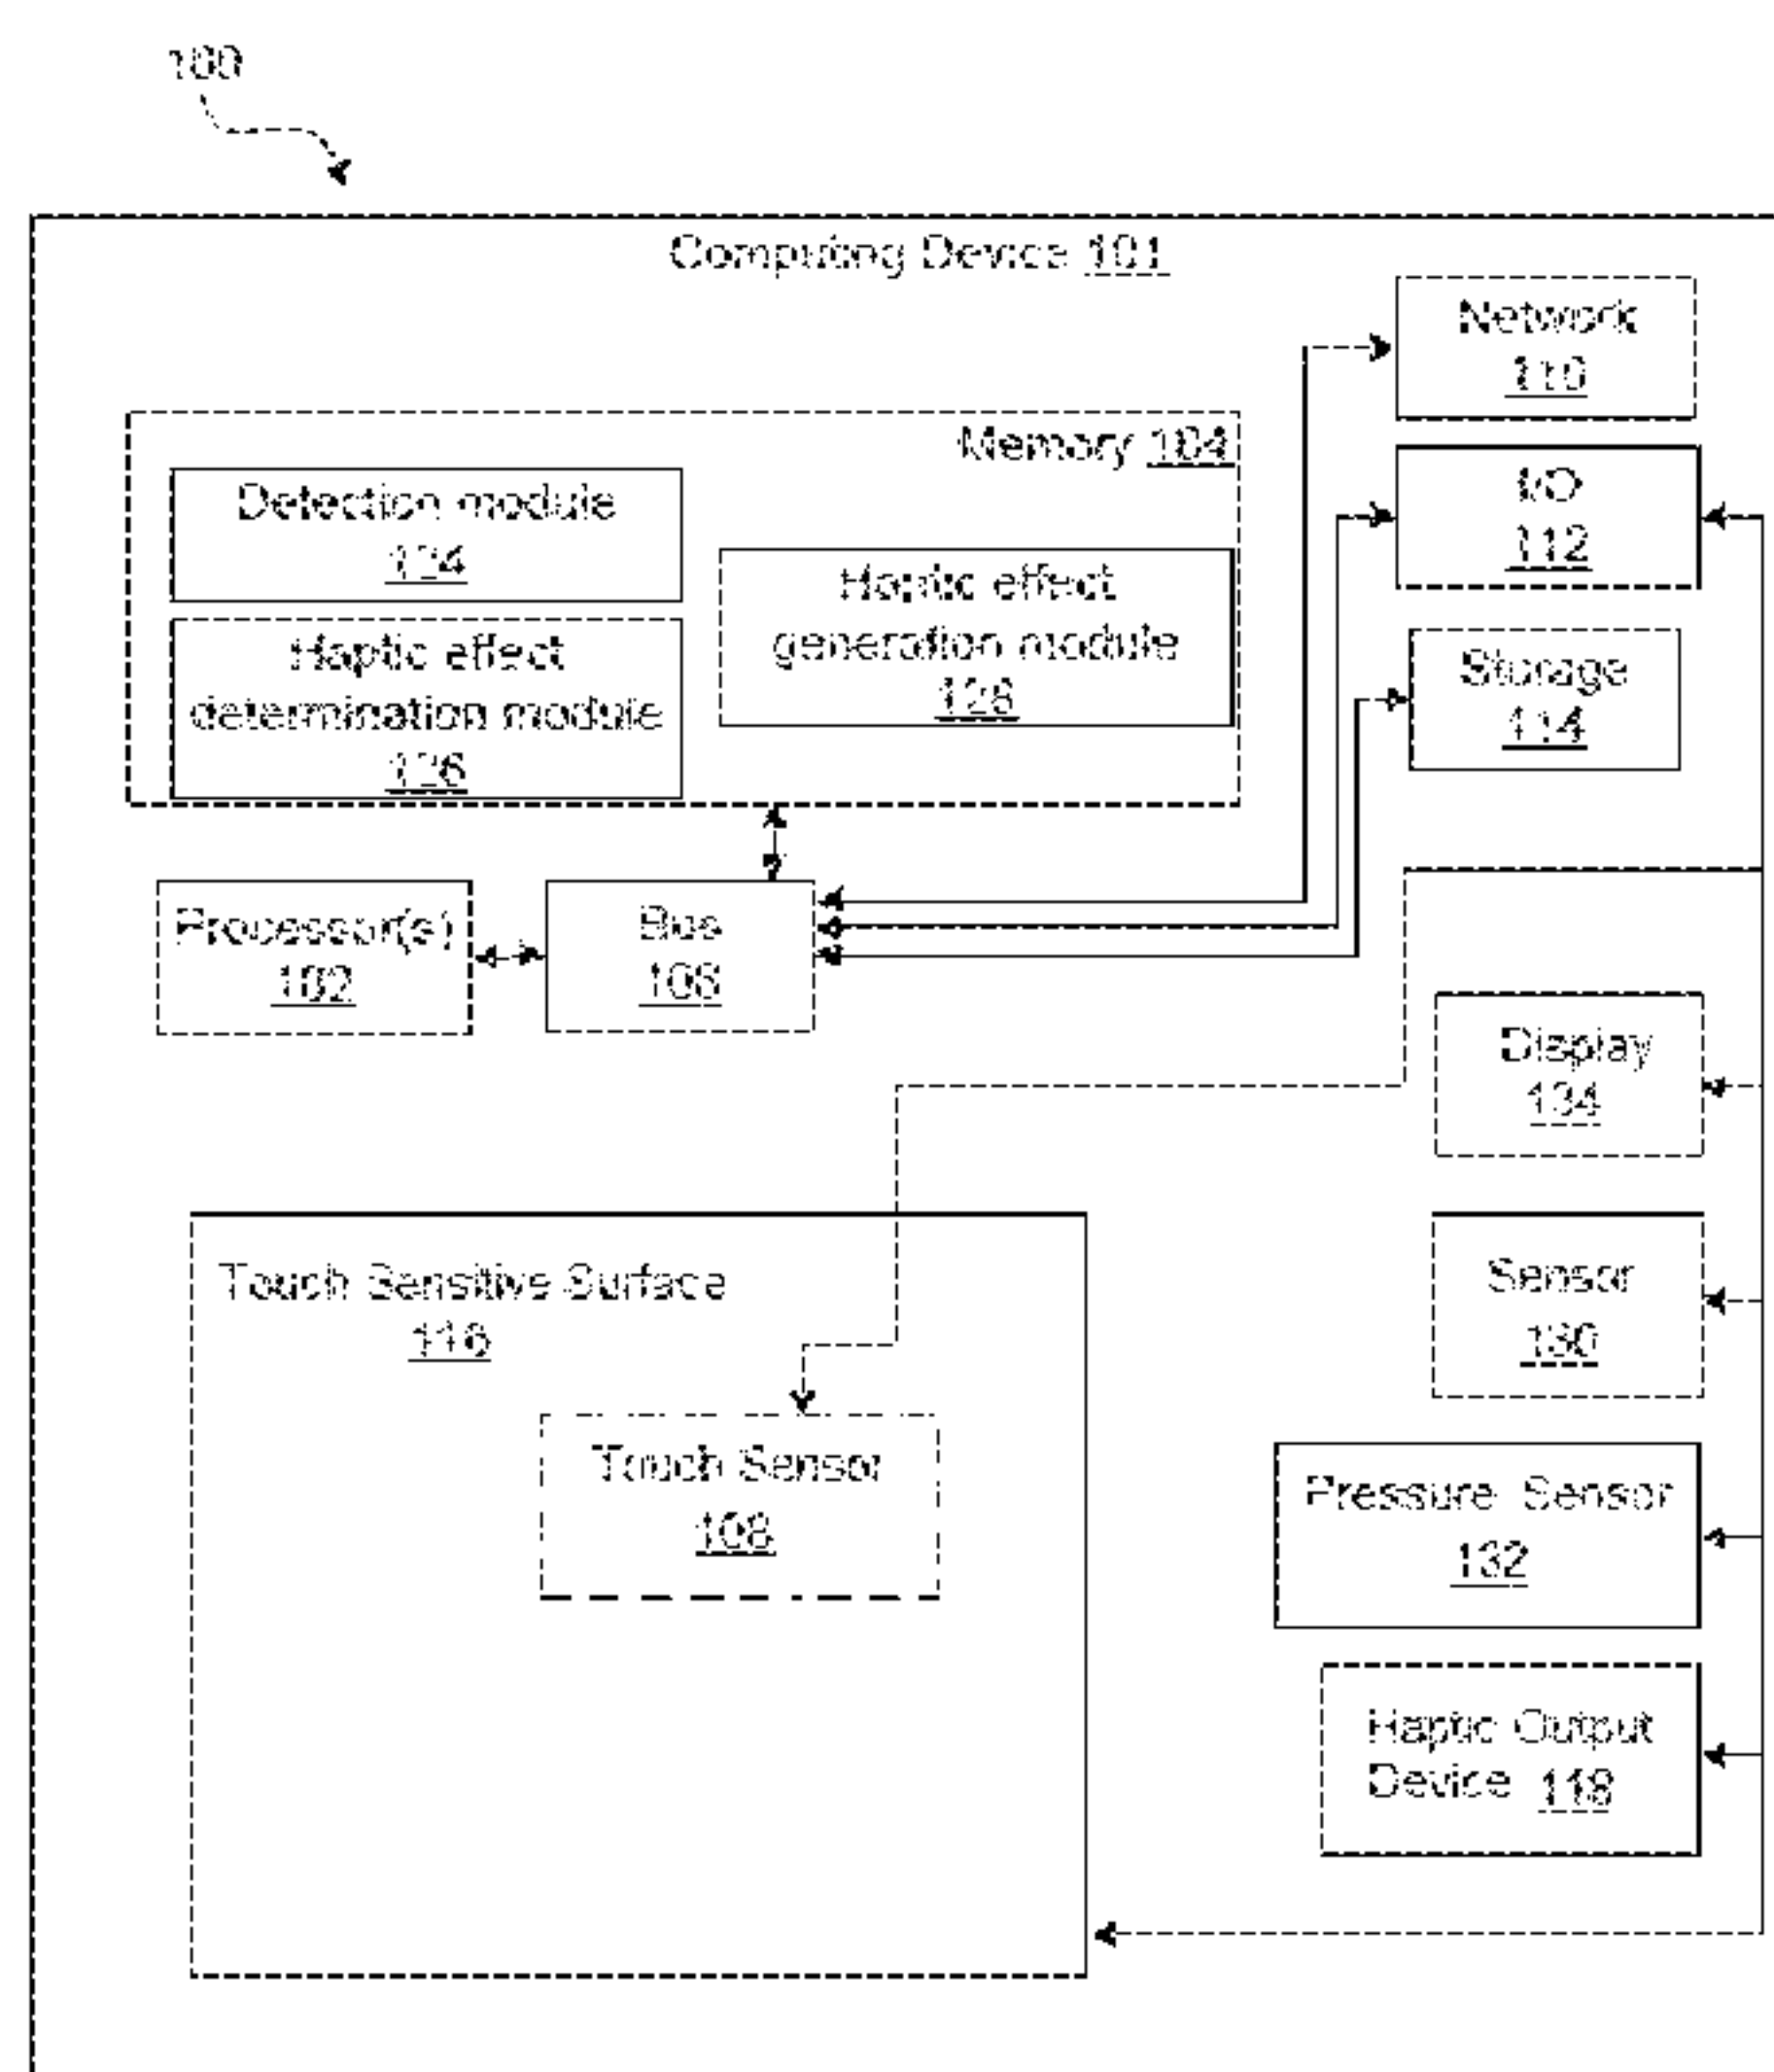 100
Computing Device 101
Network
110
Memory 104
I/O
112
Detection module
124
Haptic effect
generation module
128
Haptic effect
determination module
126
Storage
114
Processor(s)
102
Bus
106
Display
134
Touch Sensitive Surface
116
Sensor
130
Touch Sensor
108
Pressure Sensor
132
Haptic Output
Device 118